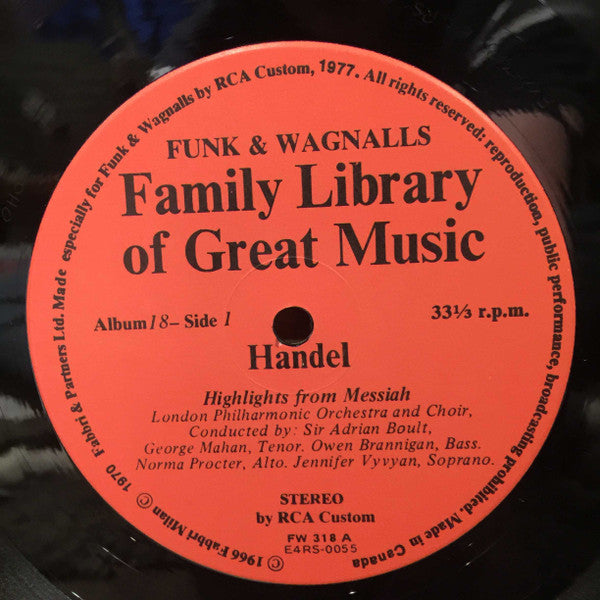 © 1966 Fabbri Milan © 1970 Fabbri & Partners Ltd. Made especially for Funk & Wagnalls by RCA Custom, 1977. All rights reserved: reproduction, public performance, broadcasting prohibited. Made in Canada
FUNK & WAGNALLS
Family Library
of Great Music
Album 18 – Side 1
33⅓ r.p.m.
Handel
Highlights from Messiah
London Philharmonic Orchestra and Choir,
Conducted by: Sir Adrian Boult,
George Mahan, Tenor. Owen Brannigan, Bass.
Norma Procter, Alto. Jennifer Vyvyan, Soprano.
STEREO
by RCA Custom
FW 318 A
E4RS-0055